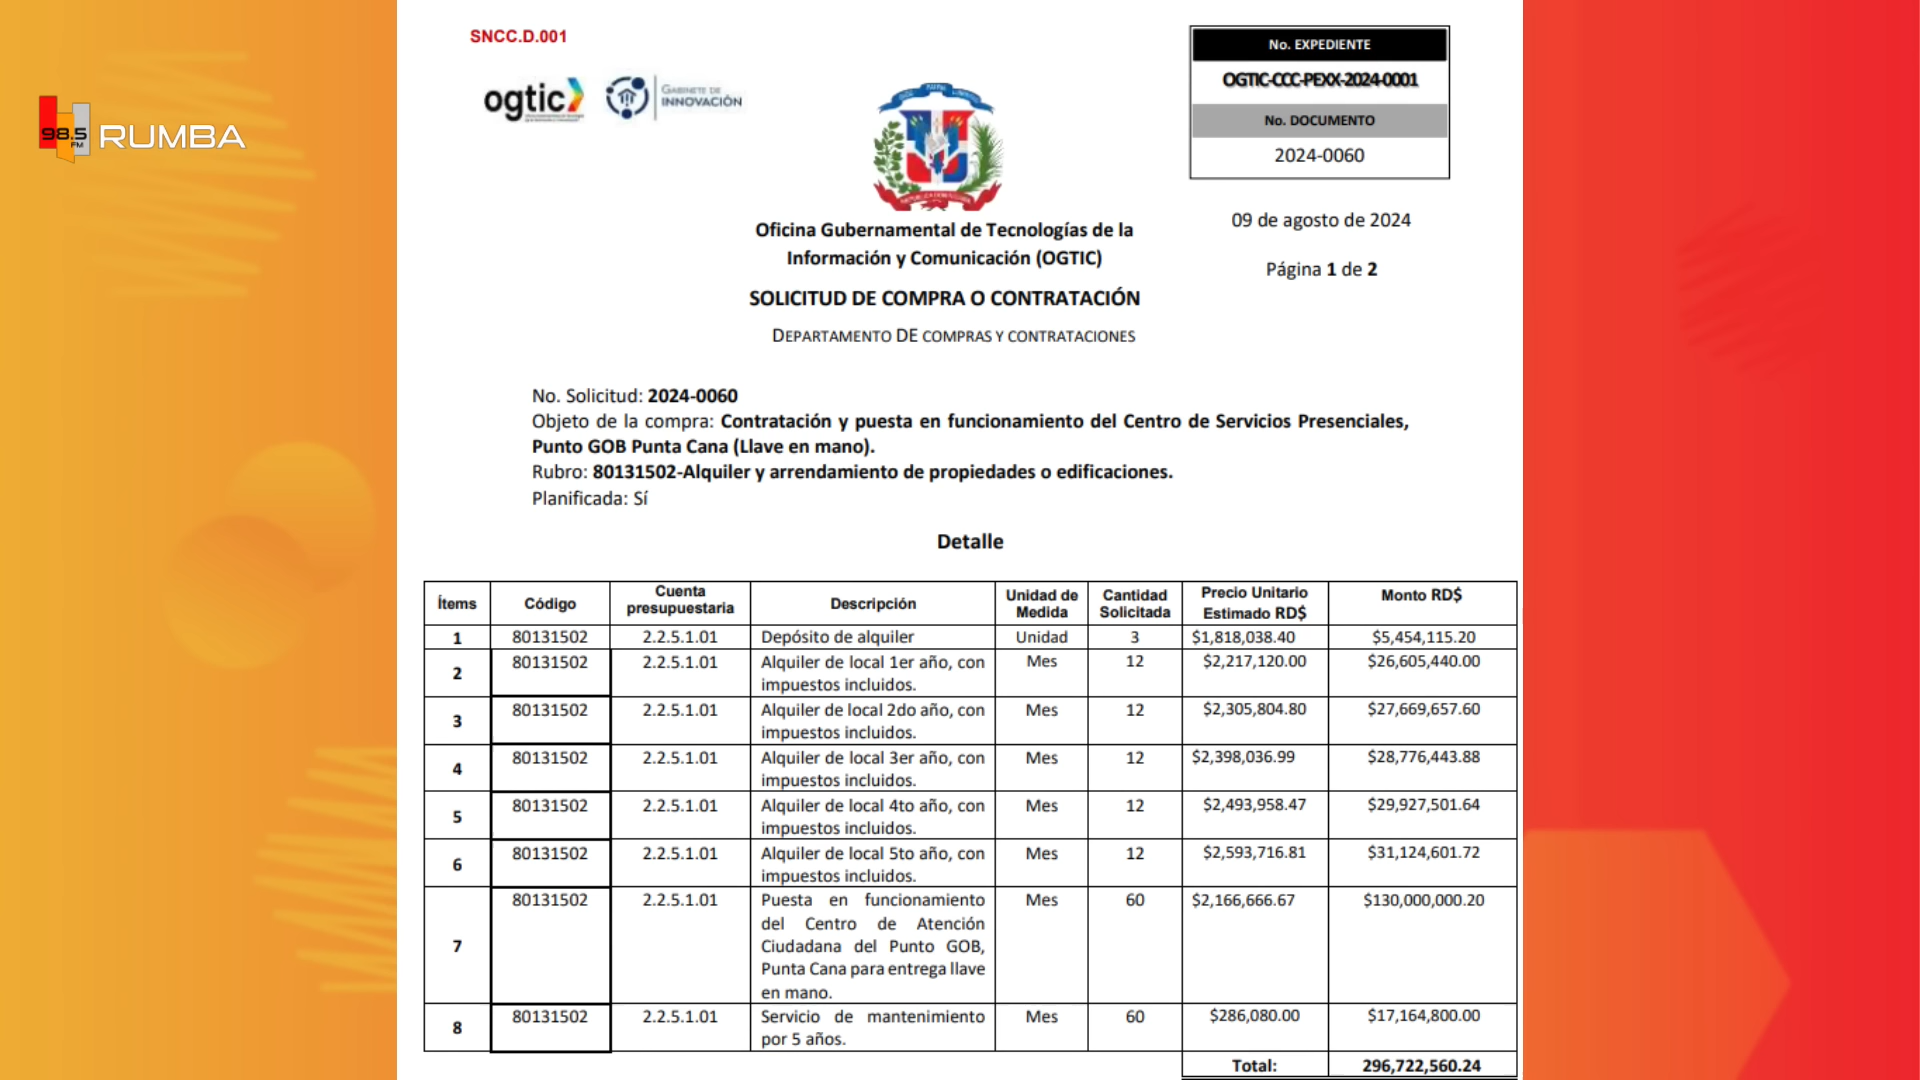 SNCC.D.001
No. EXPEDIENTE
OGTIC-CCC-PEXX-2024-0001
No. DOCUMENTO
2024-0060
98.5 FM RUMBA
ogtic
GABINETE DE
INNOVACIÓN
09 de agosto de 2024
Página 1 de 2
Oficina Gubernamental de Tecnologías de la
Información y Comunicación (OGTIC)
SOLICITUD DE COMPRA O CONTRATACIÓN
DEPARTAMENTO DE COMPRAS Y CONTRATACIONES
No. Solicitud: 2024-0060
Objeto de la compra: Contratación y puesta en funcionamiento del Centro de Servicios Presenciales,
Punto GOB Punta Cana (Llave en mano).
Rubro: 80131502-Alquiler y arrendamiento de propiedades o edificaciones.
Planificada: Sí
Detalle
Ítems Código Cuenta presupuestaria Descripción Unidad de Medida Cantidad Solicitada Precio Unitario Estimado RD$ Monto RD$
1 80131502 2.2.5.1.01 Depósito de alquiler Unidad 3 $1,818,038.40 $5,454,115.20
2 80131502 2.2.5.1.01 Alquiler de local 1er año, con impuestos incluidos. Mes 12 $2,217,120.00 $26,605,440.00
3 80131502 2.2.5.1.01 Alquiler de local 2do año, con impuestos incluidos. Mes 12 $2,305,804.80 $27,669,657.60
4 80131502 2.2.5.1.01 Alquiler de local 3er año, con impuestos incluidos. Mes 12 $2,398,036.99 $28,776,443.88
5 80131502 2.2.5.1.01 Alquiler de local 4to año, con impuestos incluidos. Mes 12 $2,493,958.47 $29,927,501.64
6 80131502 2.2.5.1.01 Alquiler de local 5to año, con impuestos incluidos. Mes 12 $2,593,716.81 $31,124,601.72
7 80131502 2.2.5.1.01 Puesta en funcionamiento del Centro de Atención Ciudadana del Punto GOB, Punta Cana para entrega llave en mano. Mes 60 $2,166,666.67 $130,000,000.20
8 80131502 2.2.5.1.01 Servicio de mantenimiento por 5 años. Mes 60 $286,080.00 $17,164,800.00
Total: 296,722,560.24